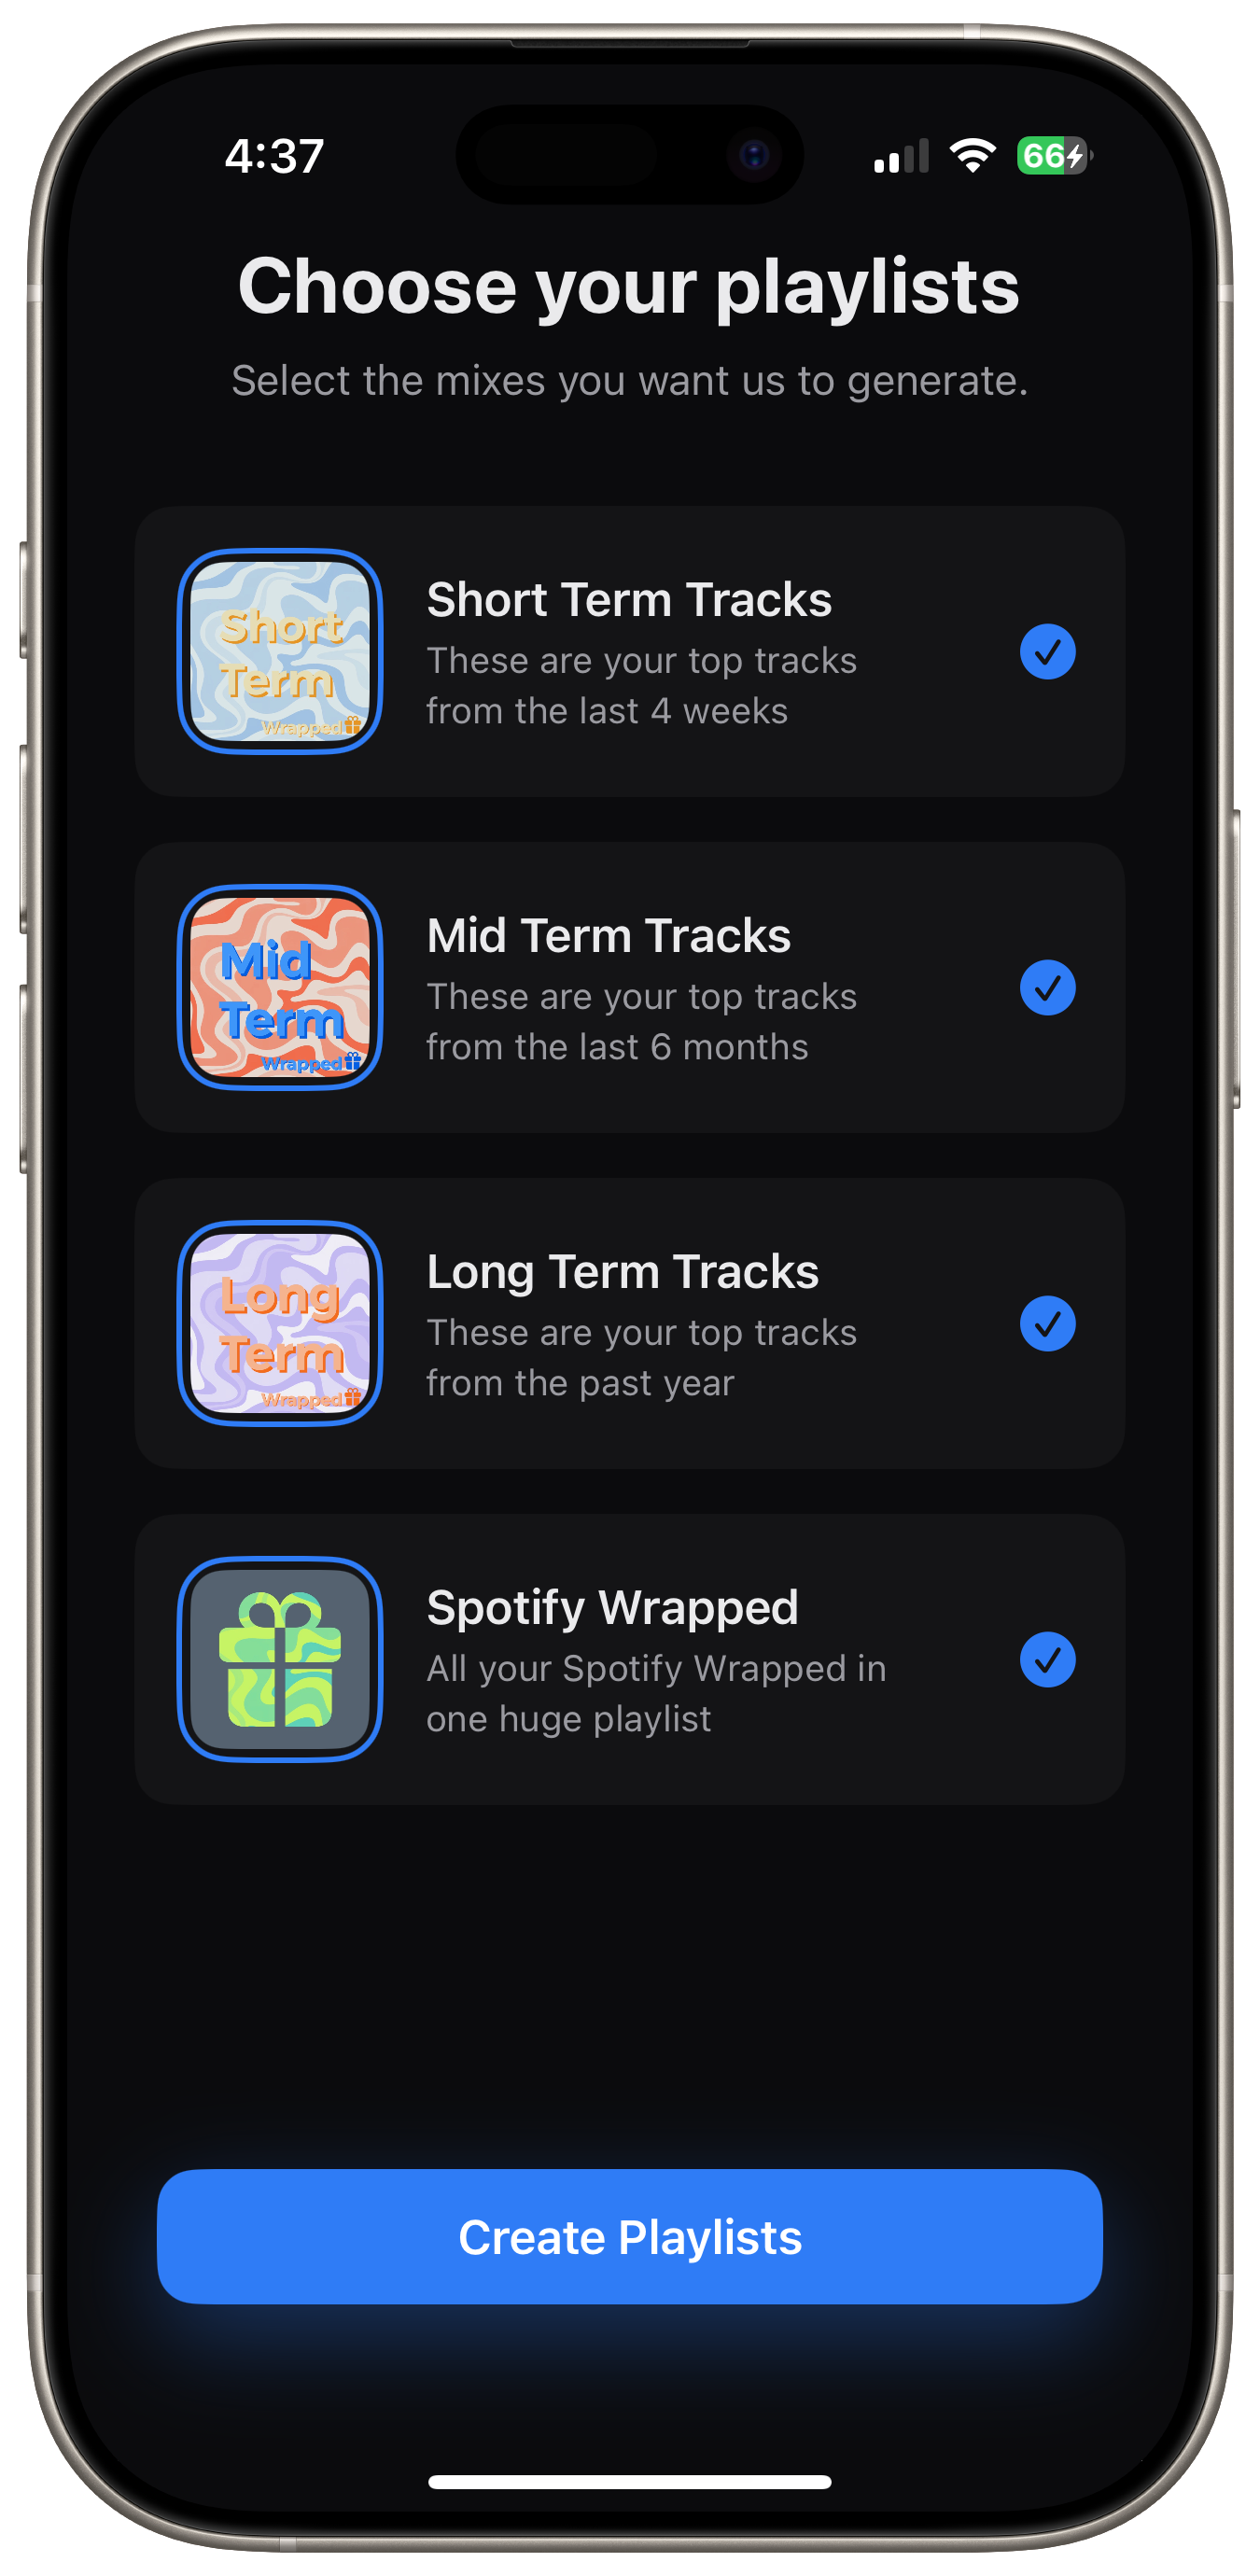 4:37
66
Choose your playlists
Select the mixes you want us to generate.
Short
Term
Wrapped
Short Term Tracks
These are your top tracks
from the last 4 weeks
Mid
Term
Wrapped
Mid Term Tracks
These are your top tracks
from the last 6 months
Long
Term
Wrapped
Long Term Tracks
These are your top tracks
from the past year
Spotify Wrapped
All your Spotify Wrapped in
one huge playlist
Create Playlists